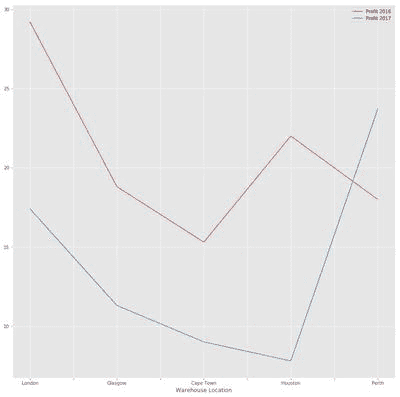 Profit 2016
Profit 2017
30
25
20
15
10
London
Glasgow
Cape Town
Houston
Perth
Warehouse Location